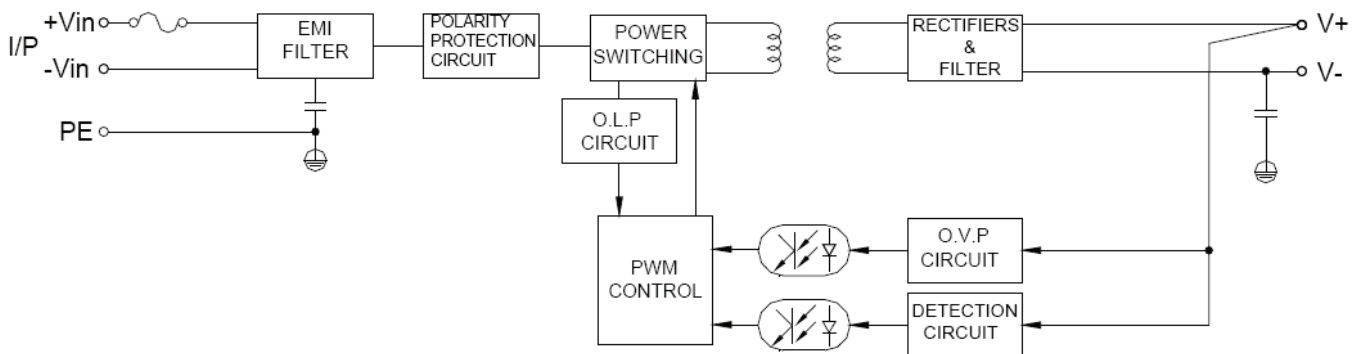 +Vin
I/P
-Vin
PE
EMI
FILTER
POLARITY
PROTECTION
CIRCUIT
POWER
SWITCHING
RECTIFIERS
&
FILTER
V+
V-
O.L.P
CIRCUIT
PWM
CONTROL
O.V.P
CIRCUIT
DETECTION
CIRCUIT